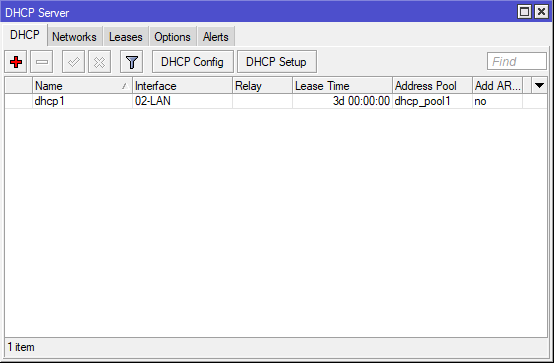 DHCP Server
DHCP Networks Leases Options Alerts
DHCP Config DHCP Setup Find
Name Interface Relay Lease Time Address Pool Add AR...
dhcp1 02-LAN 3d 00:00:00 dhcp_pool1 no
1 item